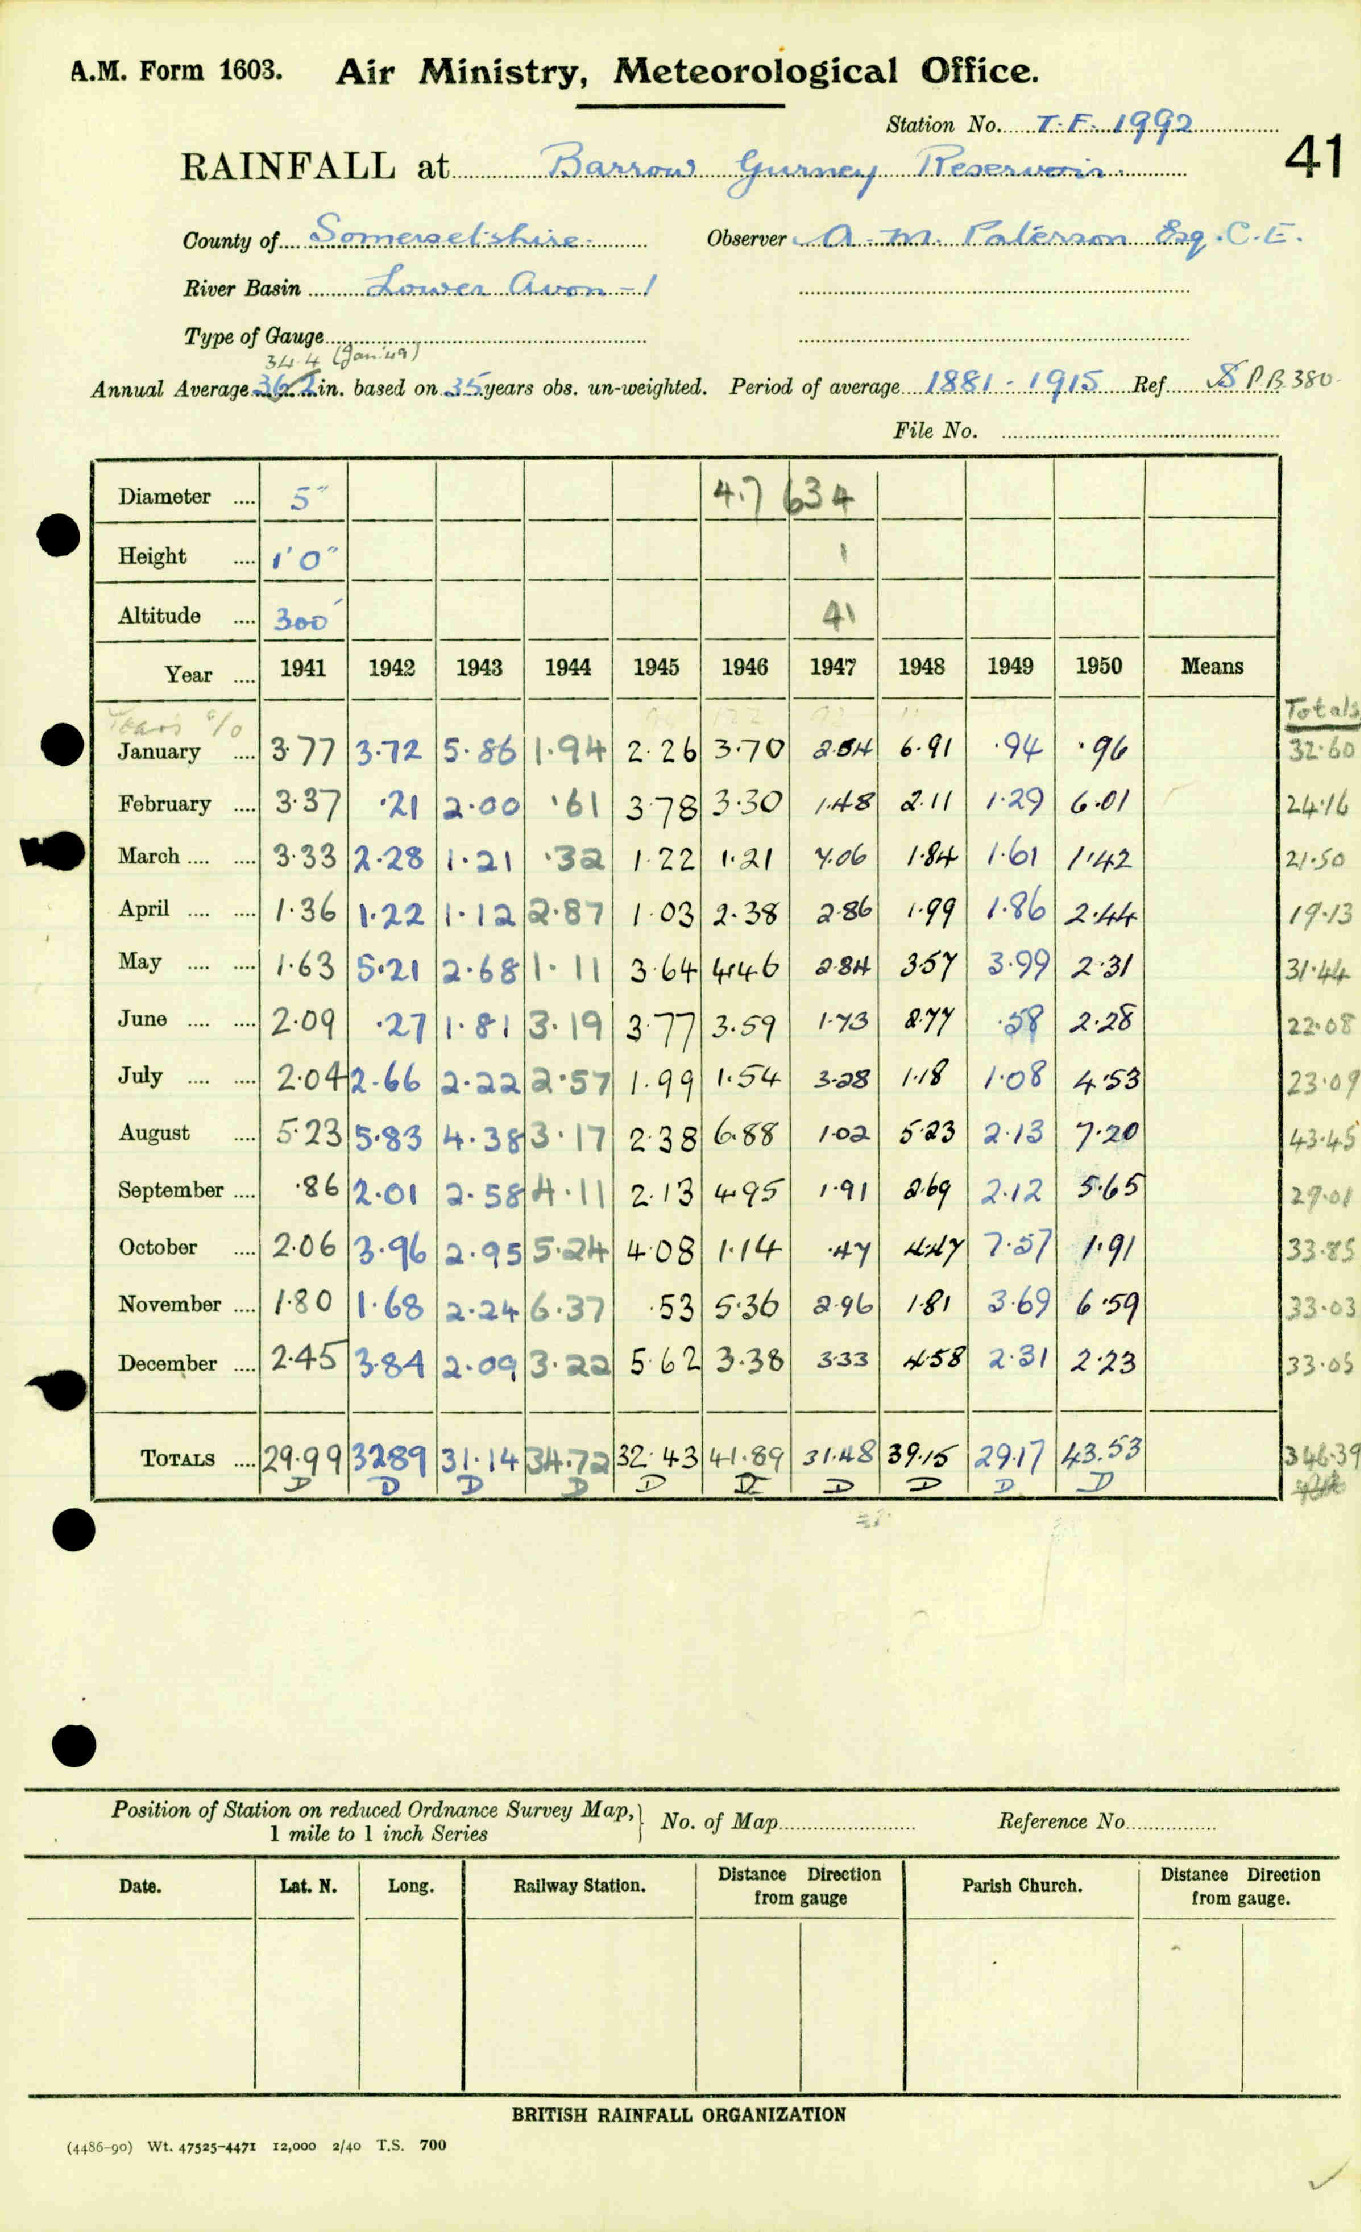 A.M. Form 1603. Air Ministry, Meteorological Office.
Station No. T.F. 1992
41
RAINFALL at Barrow Gurney Reservoir.
County of Somersetshire. Observer A. M. Paterson Esq. C.E.
River Basin Lower Avon - 1
Type of Gauge
34.4 (Jan '49)
Annual Average 36.2 in. based on 35 years obs. un-weighted. Period of average 1881 - 1915 Ref. PB 380
File No.
Diameter .... 5" 4.7 634
Height .... 1'0" 1
Altitude .... 300' 41
Year .... 1941 1942 1943 1944 1945 1946 1947 1948 1949 1950 Means
Totals
January .... 3.77 3.72 5.86 1.94 2.26 3.70 2.54 6.91 .94 .96 32.60
February .... 3.37 .21 2.00 .61 3.78 3.30 1.48 2.11 1.29 6.01 24.16
March .... .... 3.33 2.28 1.21 .32 1.22 1.21 7.06 1.84 1.61 1.42 21.50
April .... .... 1.36 1.22 1.12 2.87 1.03 2.38 2.86 1.99 1.86 2.44 19.13
May .... .... 1.63 5.21 2.68 1.11 3.64 4.46 2.84 3.57 3.99 2.31 31.44
June .... .... 2.09 .27 1.81 3.19 3.77 3.59 1.73 2.77 .58 2.28 22.08
July .... .... 2.04 2.66 2.22 2.57 1.99 1.54 3.28 1.18 1.08 4.53 23.09
August .... 5.23 5.83 4.38 3.17 2.38 6.88 1.02 5.23 2.13 7.20 43.45
September .... .86 2.01 2.58 4.11 2.13 4.95 1.91 2.69 2.12 5.65 29.01
October .... 2.06 3.96 2.95 5.24 4.08 1.14 .47 4.47 7.57 1.91 33.85
November .... 1.80 1.68 2.24 6.37 .53 5.36 2.96 1.81 3.69 6.59 33.03
December .... 2.45 3.84 2.09 3.22 5.62 3.38 3.33 4.58 2.31 2.23 33.05
TOTALS .... 29.99 32.89 31.14 34.72 32.43 41.89 31.48 39.15 29.17 43.53 346.39
D D D D D D D D D D
Position of Station on reduced Ordnance Survey Map, 1 mile to 1 inch Series } No. of Map Reference No.
Date. Lat. N. Long. Railway Station. Distance Direction from gauge Parish Church. Distance Direction from gauge.
BRITISH RAINFALL ORGANIZATION
(4486-90) Wt. 47525-4471 12,000 2/40 T.S. 700